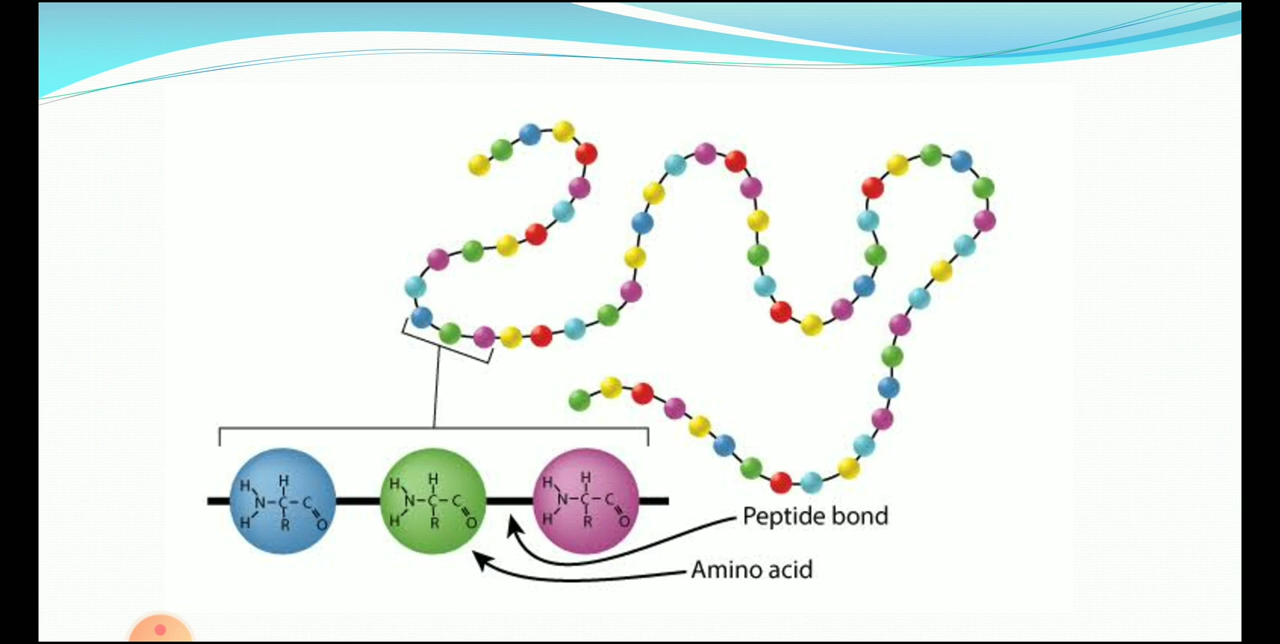 H H H
H H H
N–C–C N–C–C N–C–C
H R O H R O H R O
Peptide bond
Amino acid